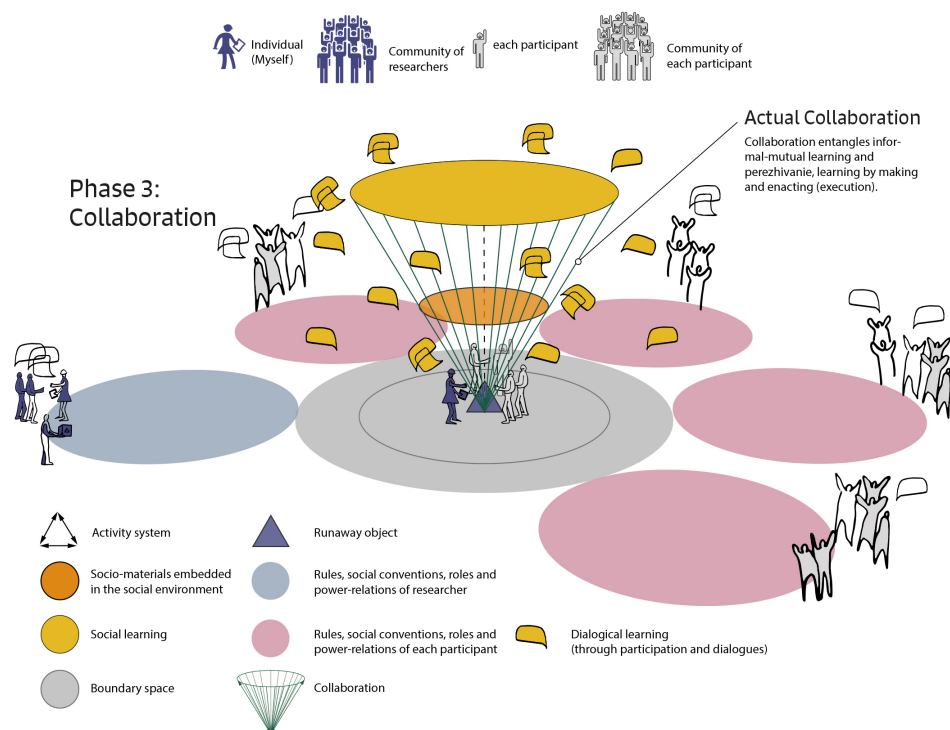 Individual
(Myself)
Community of
researchers
each participant
Community of
each participant
Actual Collaboration
Collaboration entangles infor-
mal-mutual learning and
perezhivanie, learning by making
and enacting (execution).
Phase 3:
Collaboration
Activity system
Runaway object
Socio-materials embedded
in the social environment
Rules, social conventions, roles and
power-relations of researcher
Social learning
Rules, social conventions, roles and
power-relations of each participant
Dialogical learning
(through participation and dialogues)
Boundary space
Collaboration